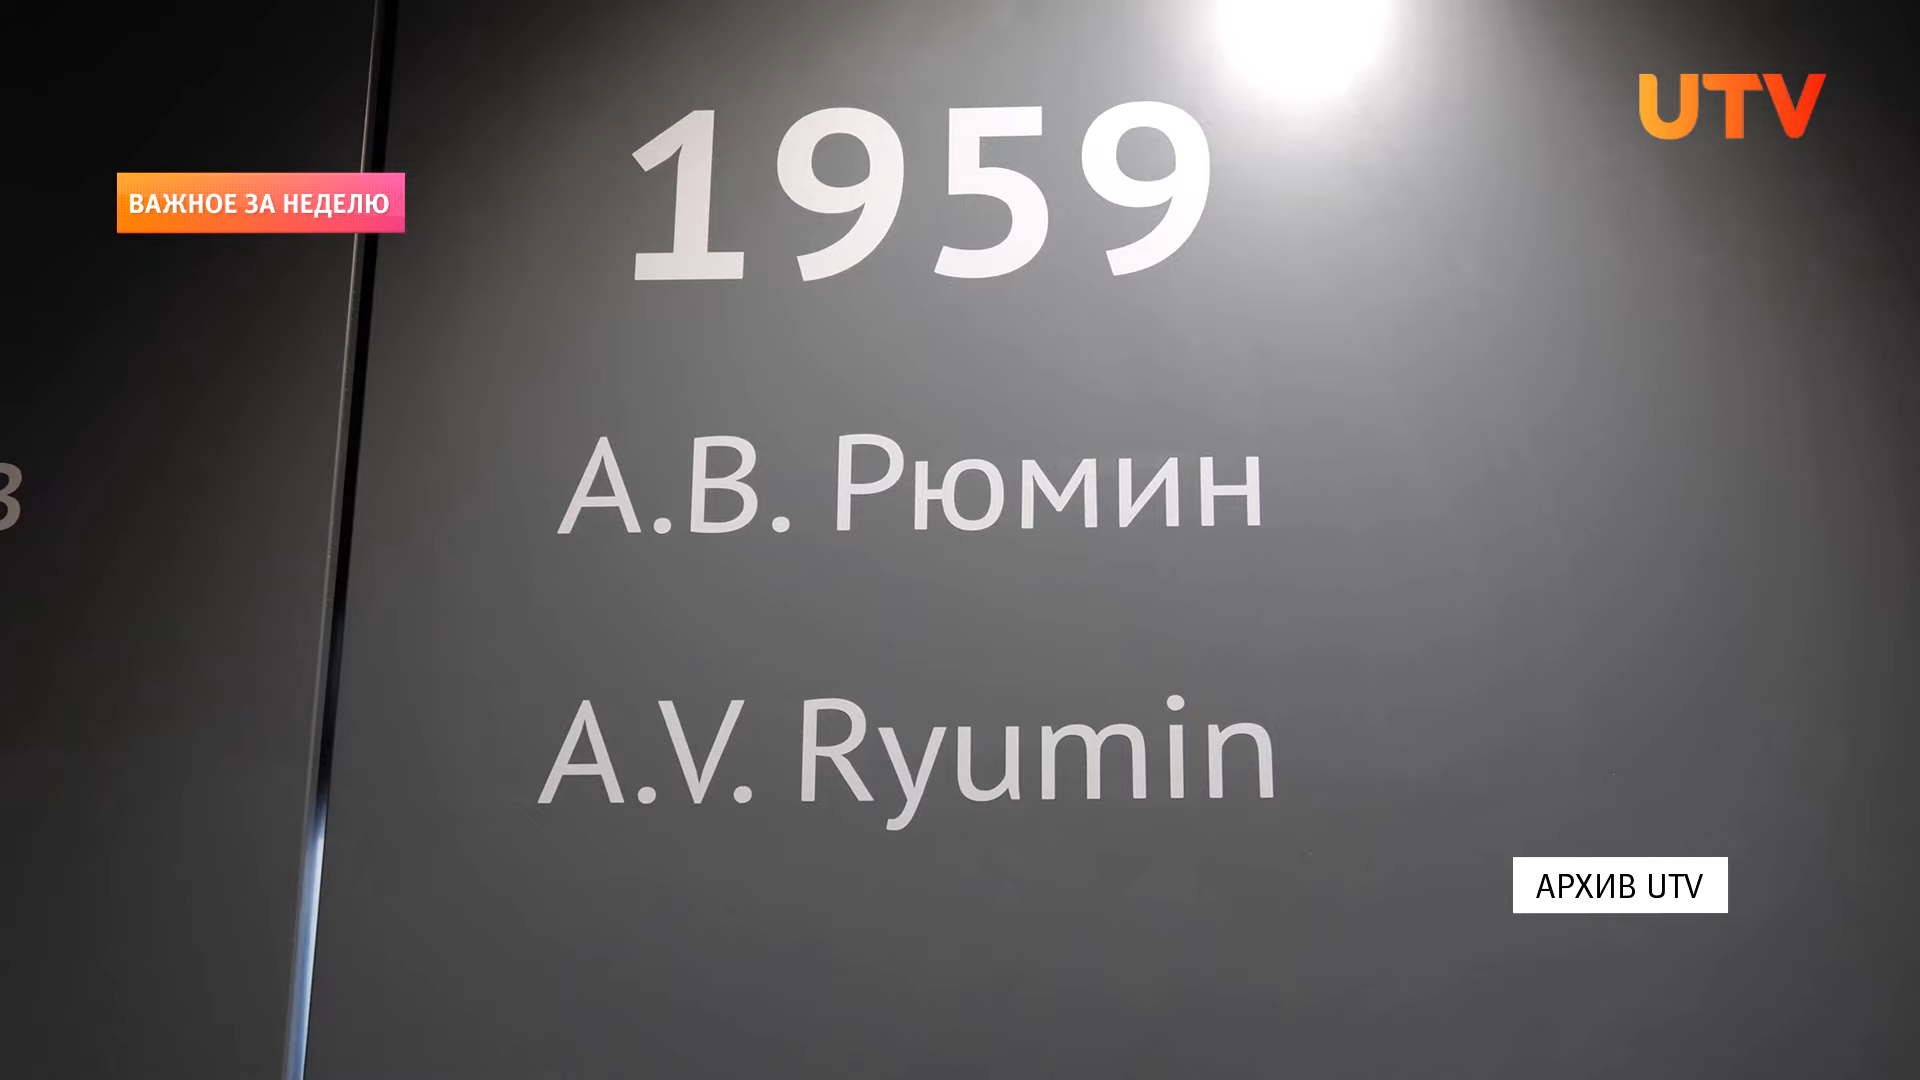 UTV
ВАЖНОЕ ЗА НЕДЕЛЮ
1959
А.В. Рюмин
A.V. Ryumin
АРХИВ UTV